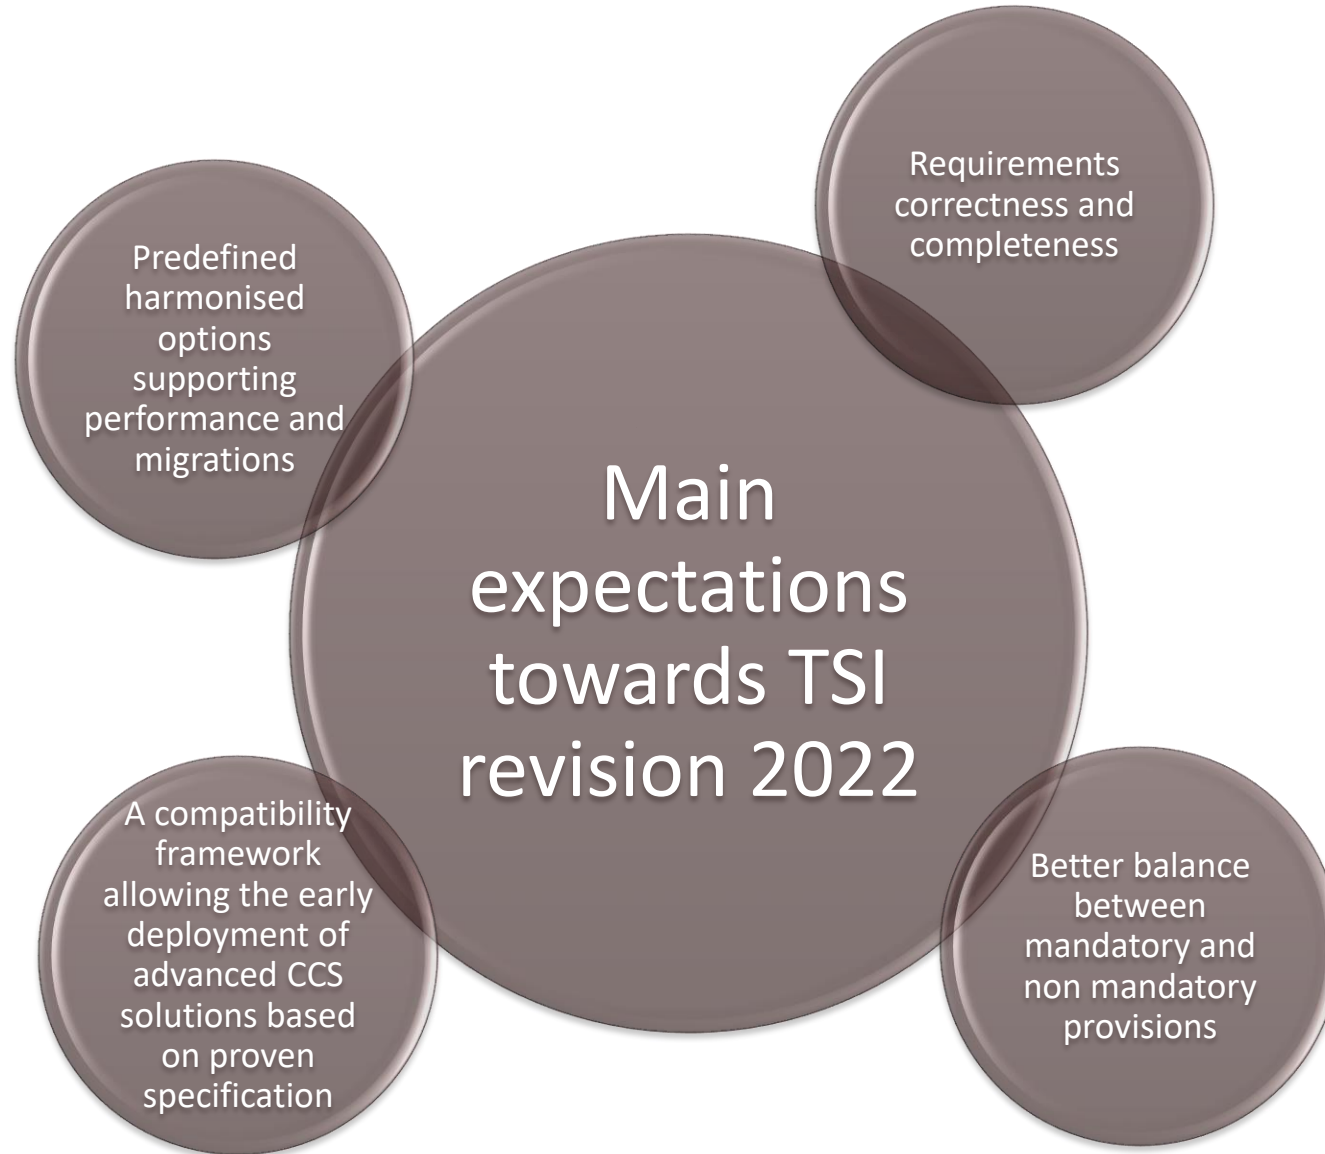 Requirements
correctness and
completeness
Predefined
harmonised
options
supporting
performance and
migrations
Main
expectations
towards TSI
revision 2022
A compatibility
framework
allowing the early
deployment of
advanced CCS
solutions based
on proven
specification
Better balance
between
mandatory and
non mandatory
provisions